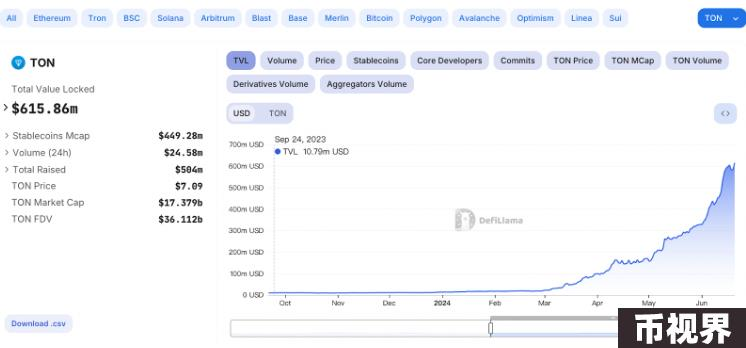 All Ethereum Tron BSC Solana Arbitrum Blast Base Merlin Bitcoin Polygon Avalanche Optimism Linea Sui TON
TON
Total Value Locked
$615.86m
Stablecoins Mcap $449.28m
Volume (24h) $24.58m
Total Raised $504m
TON Price $7.09
TON Market Cap $17.379b
TON FDV $36.112b
Download .csv
TVL Volume Price Stablecoins Core Developers Commits TON Price TON MCap TON Volume
Derivatives Volume Aggregators Volume
USD TON
Sep 24, 2023
TVL 10.79m USD
700m USD
600m USD
500m USD
400m USD
300m USD
200m USD
100m USD
0 USD
DefiLlama
Oct Nov Dec 2024 Feb Mar Apr May Jun
币视界